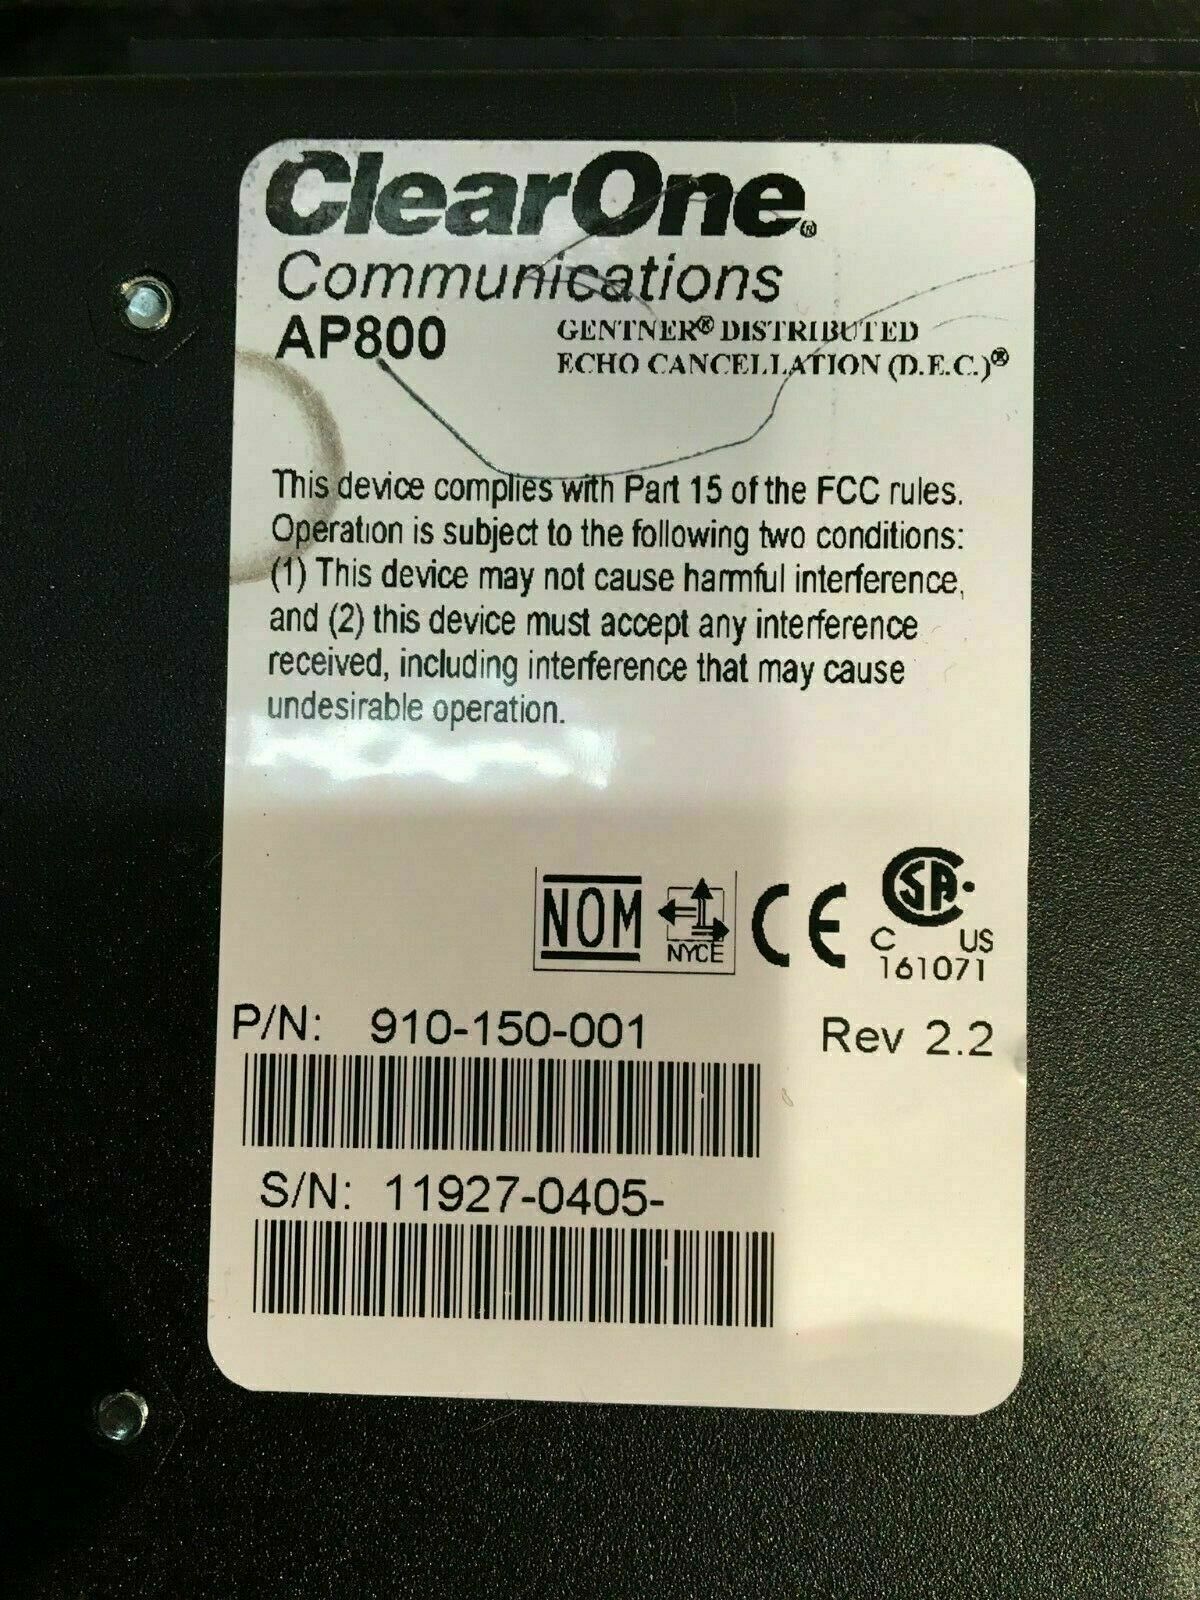 ClearOne®
Communications
AP800
GENTNER® DISTRIBUTED
ECHO CANCELLATION (D.E.C.)®
This device complies with Part 15 of the FCC rules.
Operation is subject to the following two conditions:
(1) This device may not cause harmful interference,
and (2) this device must accept any interference
received, including interference that may cause
undesirable operation.
NOM
NYCE
CE
CSA
C US
161071
P/N: 910-150-001 Rev 2.2
S/N: 11927-0405-